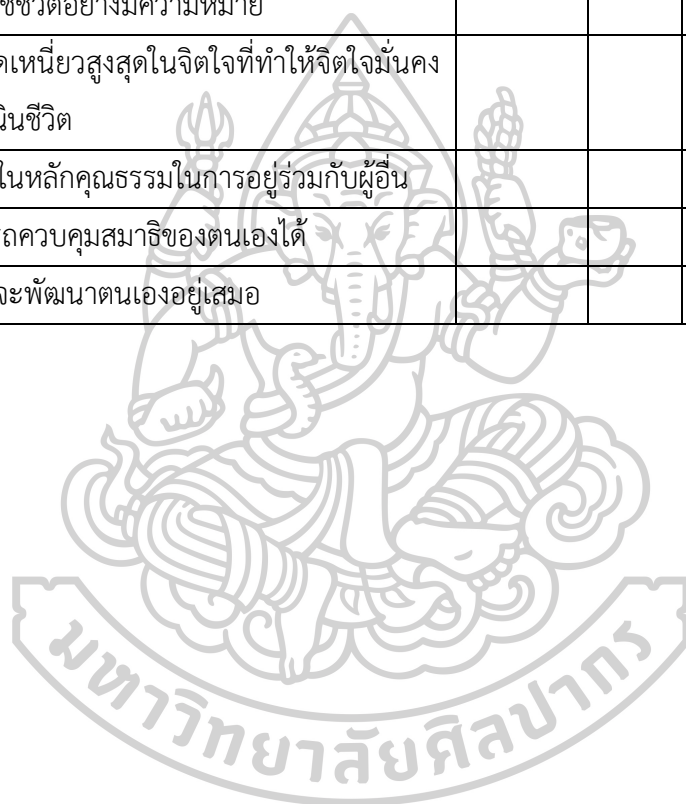 ใช้ชีวิตอย่างมีความหมาย
ดเหนี่ยวสูงสุดในจิตใจที่ทำให้จิตใจมั่นคง
นินชีวิต
ในหลักคุณธรรมในการอยู่ร่วมกับผู้อื่น
รถควบคุมสมาธิของตนเองได้
จะพัฒนาตนเองอยู่เสมอ
มหาวิทยาลัยศิลปากร